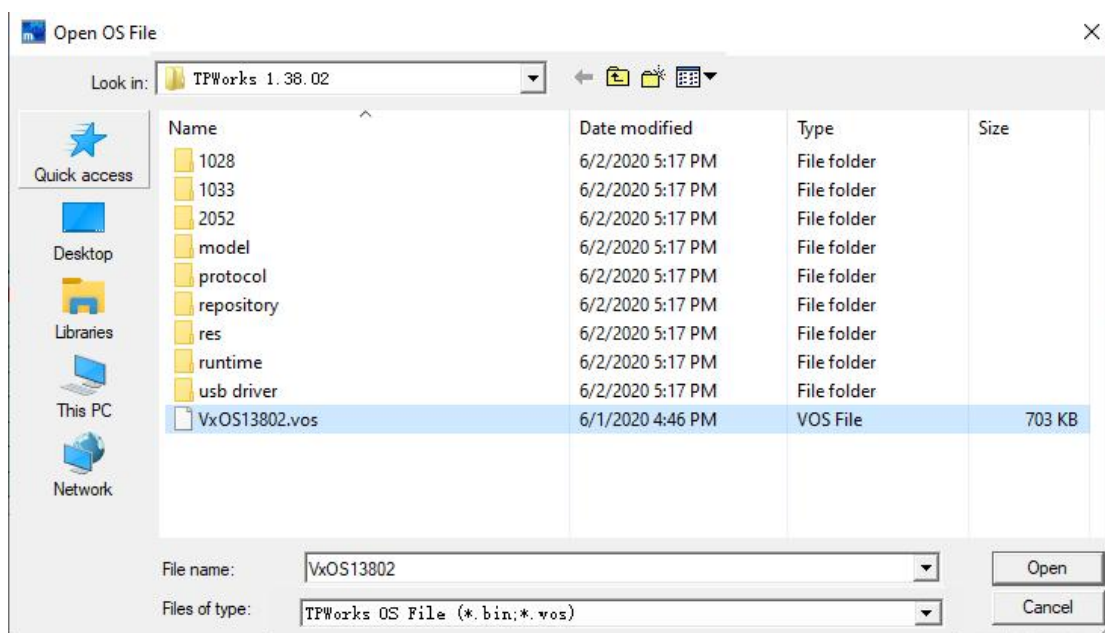 Open OS File
Look in: TPWorks 1.38.02
Name Date modified Type Size
1028 6/2/2020 5:17 PM File folder
1033 6/2/2020 5:17 PM File folder
2052 6/2/2020 5:17 PM File folder
model 6/2/2020 5:17 PM File folder
protocol 6/2/2020 5:17 PM File folder
repository 6/2/2020 5:17 PM File folder
res 6/2/2020 5:17 PM File folder
runtime 6/2/2020 5:17 PM File folder
usb driver 6/2/2020 5:17 PM File folder
VxOS13802.vos 6/1/2020 4:46 PM VOS File 703 KB
Quick access
Desktop
Libraries
This PC
Network
File name: VxOS13802 Open
Files of type: TPWorks OS File (*.bin;*.vos) Cancel